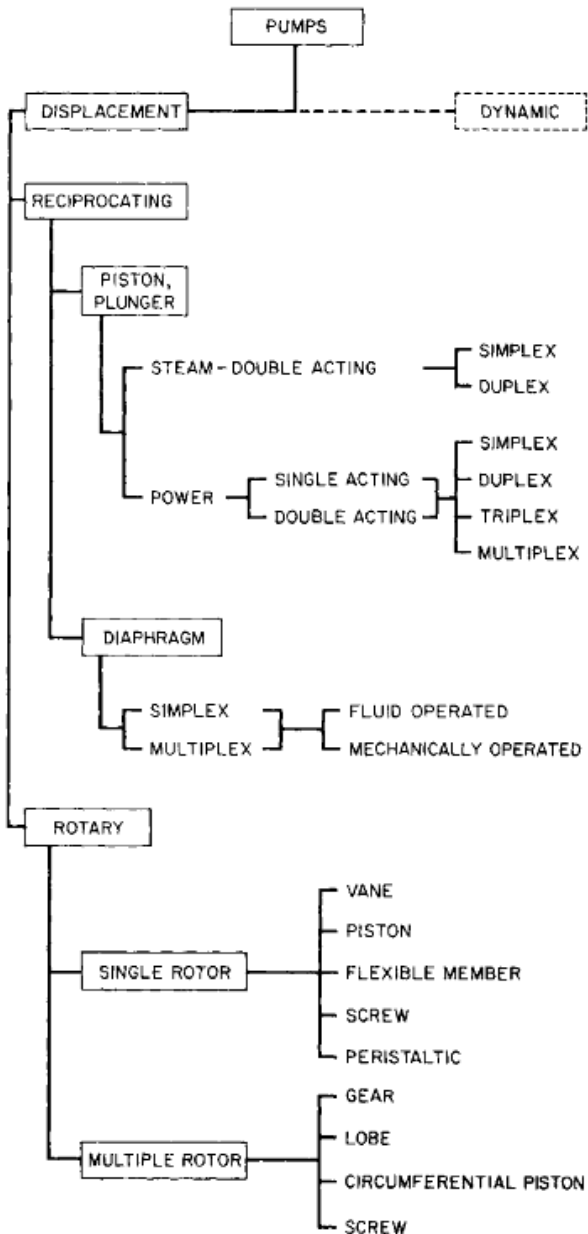 PUMPS
DISPLACEMENT
DYNAMIC
RECIPROCATING
PISTON,
PLUNGER
STEAM - DOUBLE ACTING
SIMPLEX
DUPLEX
POWER
SINGLE ACTING
DOUBLE ACTING
SIMPLEX
DUPLEX
TRIPLEX
MULTIPLEX
DIAPHRAGM
SIMPLEX
MULTIPLEX
FLUID OPERATED
MECHANICALLY OPERATED
ROTARY
SINGLE ROTOR
VANE
PISTON
FLEXIBLE MEMBER
SCREW
PERISTALTIC
MULTIPLE ROTOR
GEAR
LOBE
CIRCUMFERENTIAL PISTON
SCREW